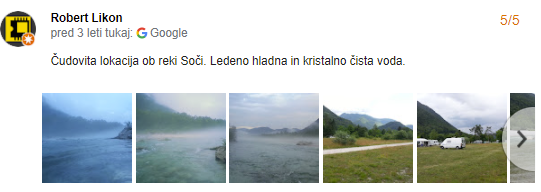 Robert Likon
5/5
pred 3 leti tukaj: Google
Čudovita lokacija ob reki Soči. Ledeno hladna in kristalno čista voda.